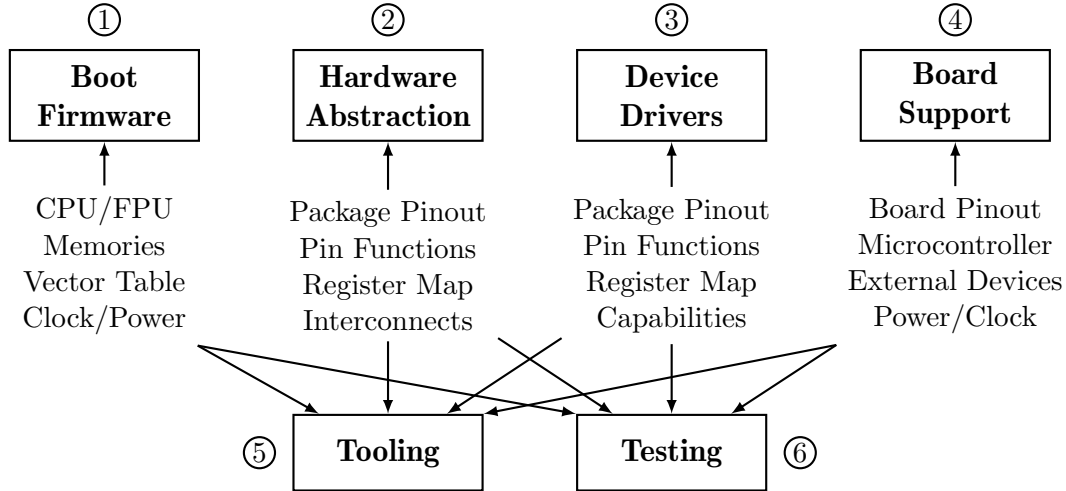 ① ② ③ ④
Boot
Firmware
Hardware
Abstraction
Device
Drivers
Board
Support
CPU/FPU
Memories
Vector Table
Clock/Power
Package Pinout
Pin Functions
Register Map
Interconnects
Package Pinout
Pin Functions
Register Map
Capabilities
Board Pinout
Microcontroller
External Devices
Power/Clock
⑤ Tooling
Testing ⑥